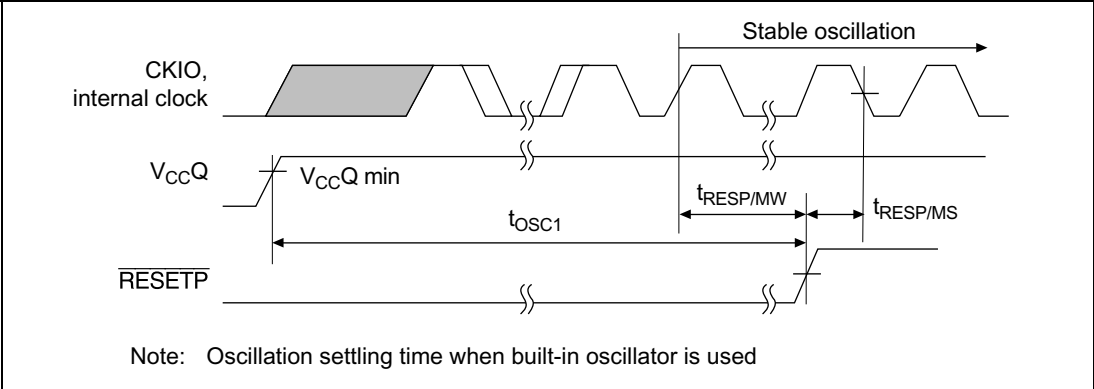 Stable oscillation
CKIO,
internal clock
VCCQ
VCCQ min
tRESP/MW
tRESP/MS
tOSC1
RESETP
Note: Oscillation settling time when built-in oscillator is used